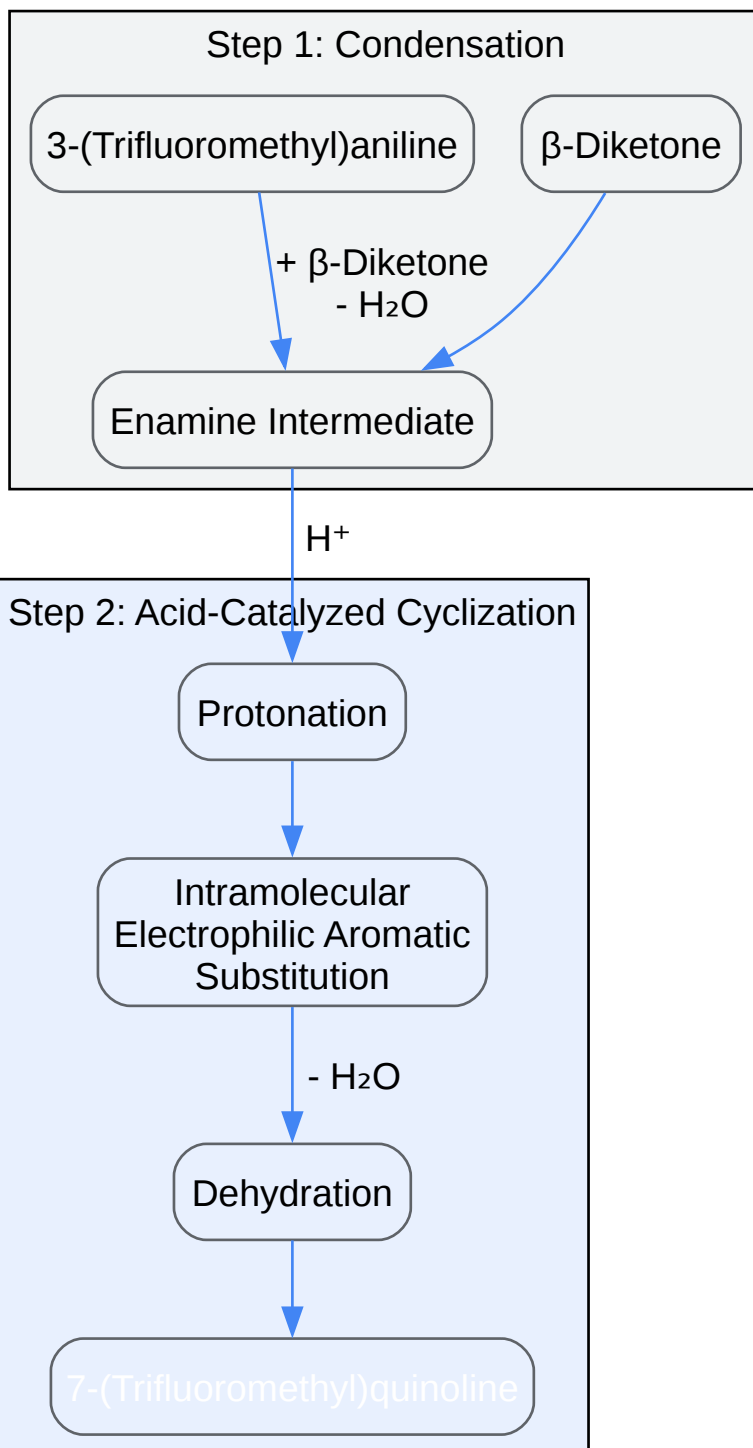 Step 1: Condensation
3-(Trifluoromethyl)aniline
β-Diketone
+ β-Diketone
- H₂O
Enamine Intermediate
H⁺
Step 2: Acid-Catalyzed Cyclization
Protonation
Intramolecular
Electrophilic Aromatic
Substitution
- H₂O
Dehydration
7-(Trifluoromethyl)quinoline